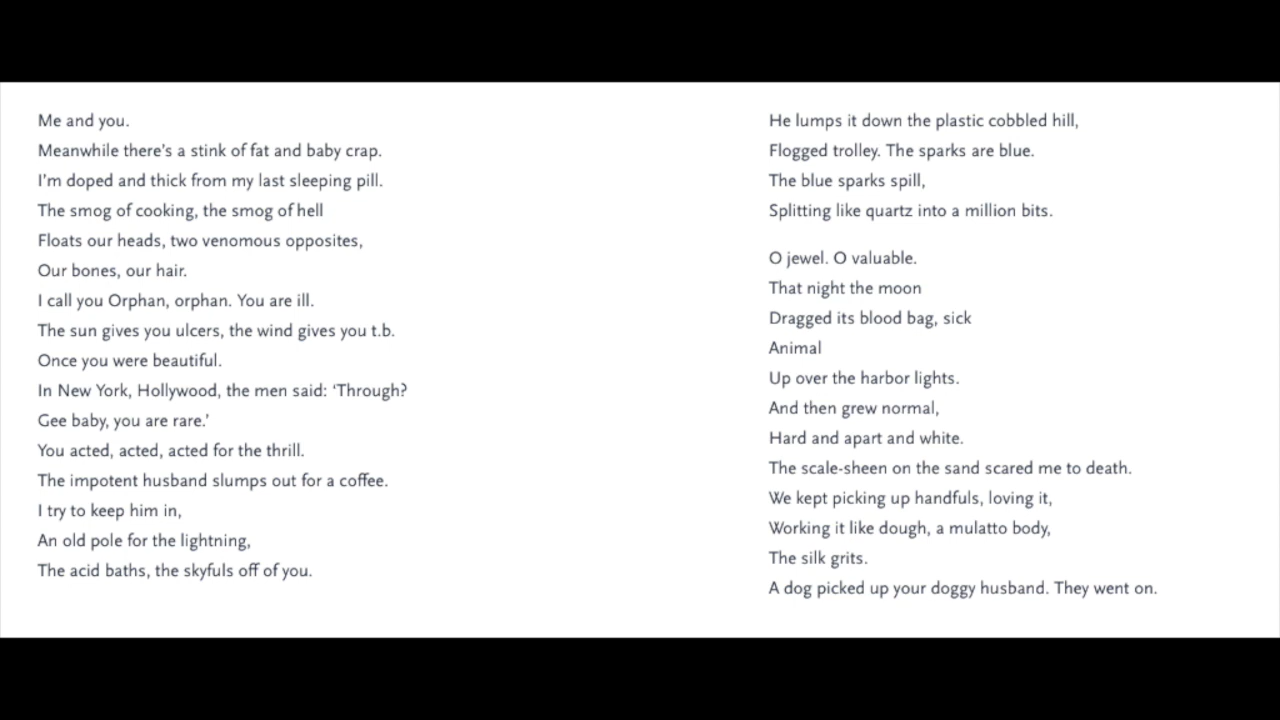 Me and you.
Meanwhile there's a stink of fat and baby crap.
I'm doped and thick from my last sleeping pill.
The smog of cooking, the smog of hell
Floats our heads, two venomous opposites,
Our bones, our hair.
I call you Orphan, orphan. You are ill.
The sun gives you ulcers, the wind gives you t.b.
Once you were beautiful.
In New York, Hollywood, the men said: ‘Through?
Gee baby, you are rare.’
You acted, acted, acted for the thrill.
The impotent husband slumps out for a coffee.
I try to keep him in,
An old pole for the lightning,
The acid baths, the skyfuls off of you.
He lumps it down the plastic cobbled hill,
Flogged trolley. The sparks are blue.
The blue sparks spill,
Splitting like quartz into a million bits.
O jewel. O valuable.
That night the moon
Dragged its blood bag, sick
Animal
Up over the harbor lights.
And then grew normal,
Hard and apart and white.
The scale-sheen on the sand scared me to death.
We kept picking up handfuls, loving it,
Working it like dough, a mulatto body,
The silk grits.
A dog picked up your doggy husband. They went on.